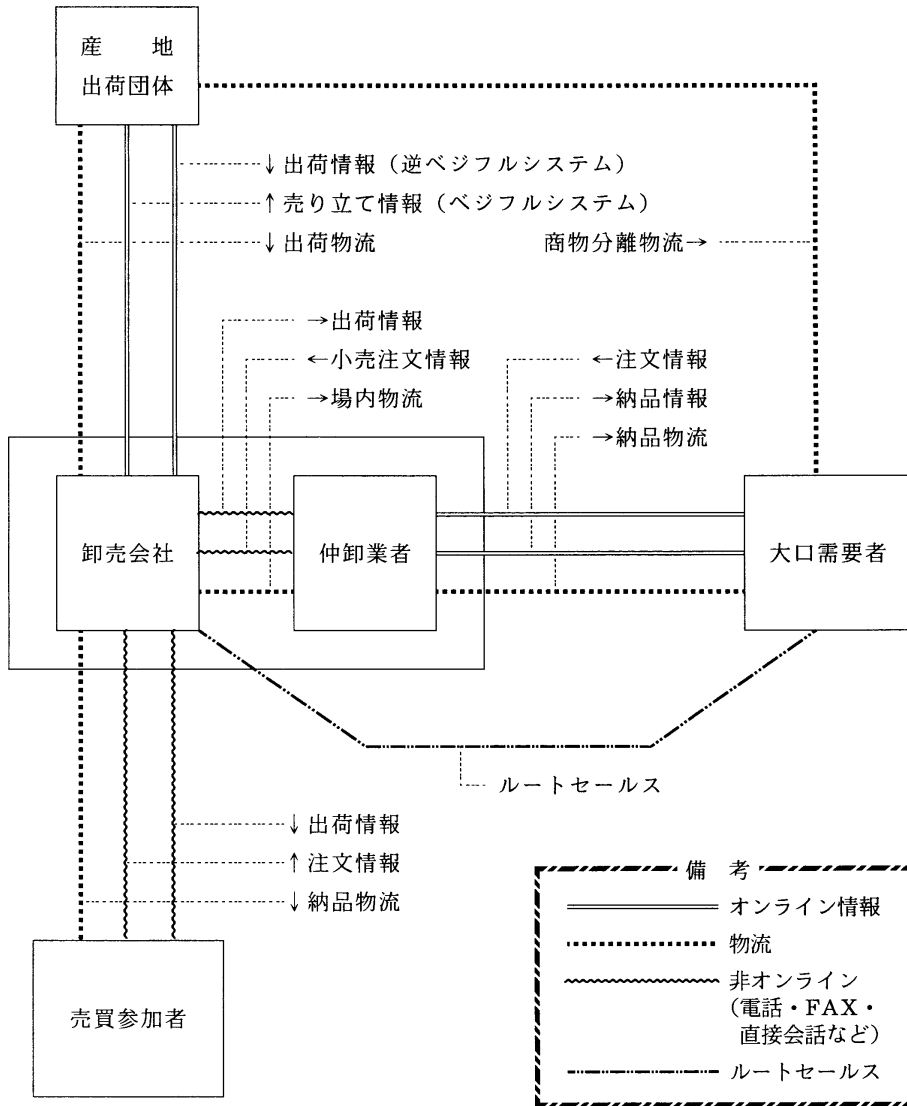 産　地
出荷団体
↓出荷情報（逆ベジフルシステム）
↑売り立て情報（ベジフルシステム）
↓出荷物流
商物分離物流→
→出荷情報
←小売注文情報
→場内物流
←注文情報
→納品情報
→納品物流
卸売会社
仲卸業者
大口需要者
ルートセールス
↓出荷情報
↑注文情報
↓納品物流
売買参加者
備　考
オンライン情報
物流
非オンライン
（電話・FAX・
直接会話など）
ルートセールス